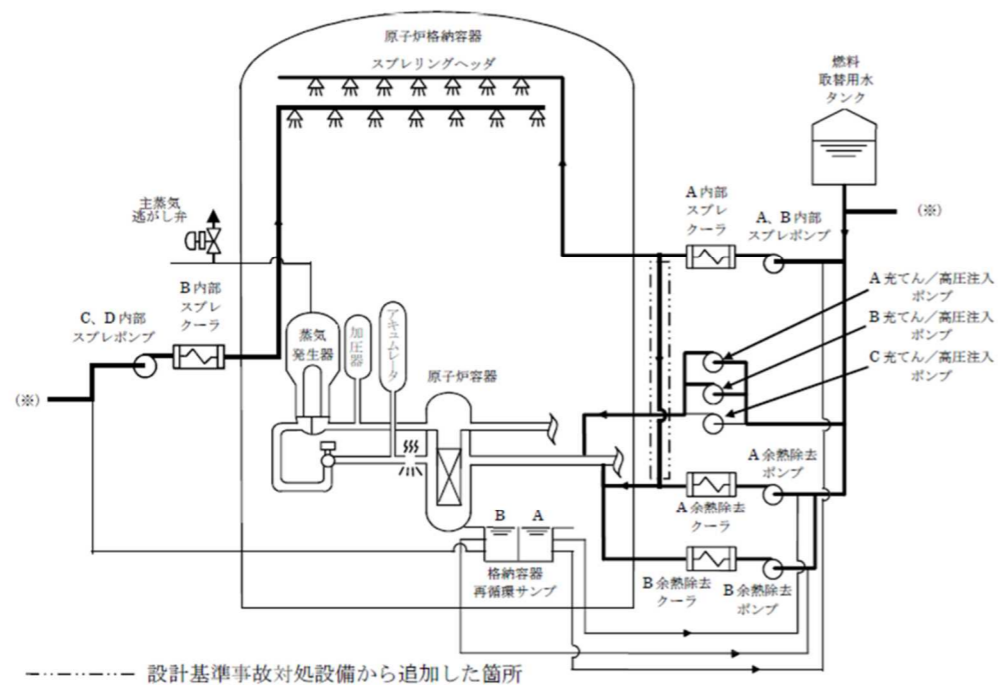 原子炉格納容器
スプレリングヘッダ
燃料
取替用水
タンク
主蒸気
逃がし弁
(※)
A内部
スプレ
クーラ
A、B内部
スプレポンプ
B内部
スプレ
クーラ
C、D内部
スプレポンプ
(※)
蒸気
発生器
加圧器
アキュムレータ
原子炉容器
A充てん／高圧注入
ポンプ
B充てん／高圧注入
ポンプ
C充てん／高圧注入
ポンプ
A余熱除去
ポンプ
A余熱除去
クーラ
B A
格納容器
再循環サンプ
B余熱除去
クーラ
B余熱除去
ポンプ
設計基準事故対処設備から追加した箇所